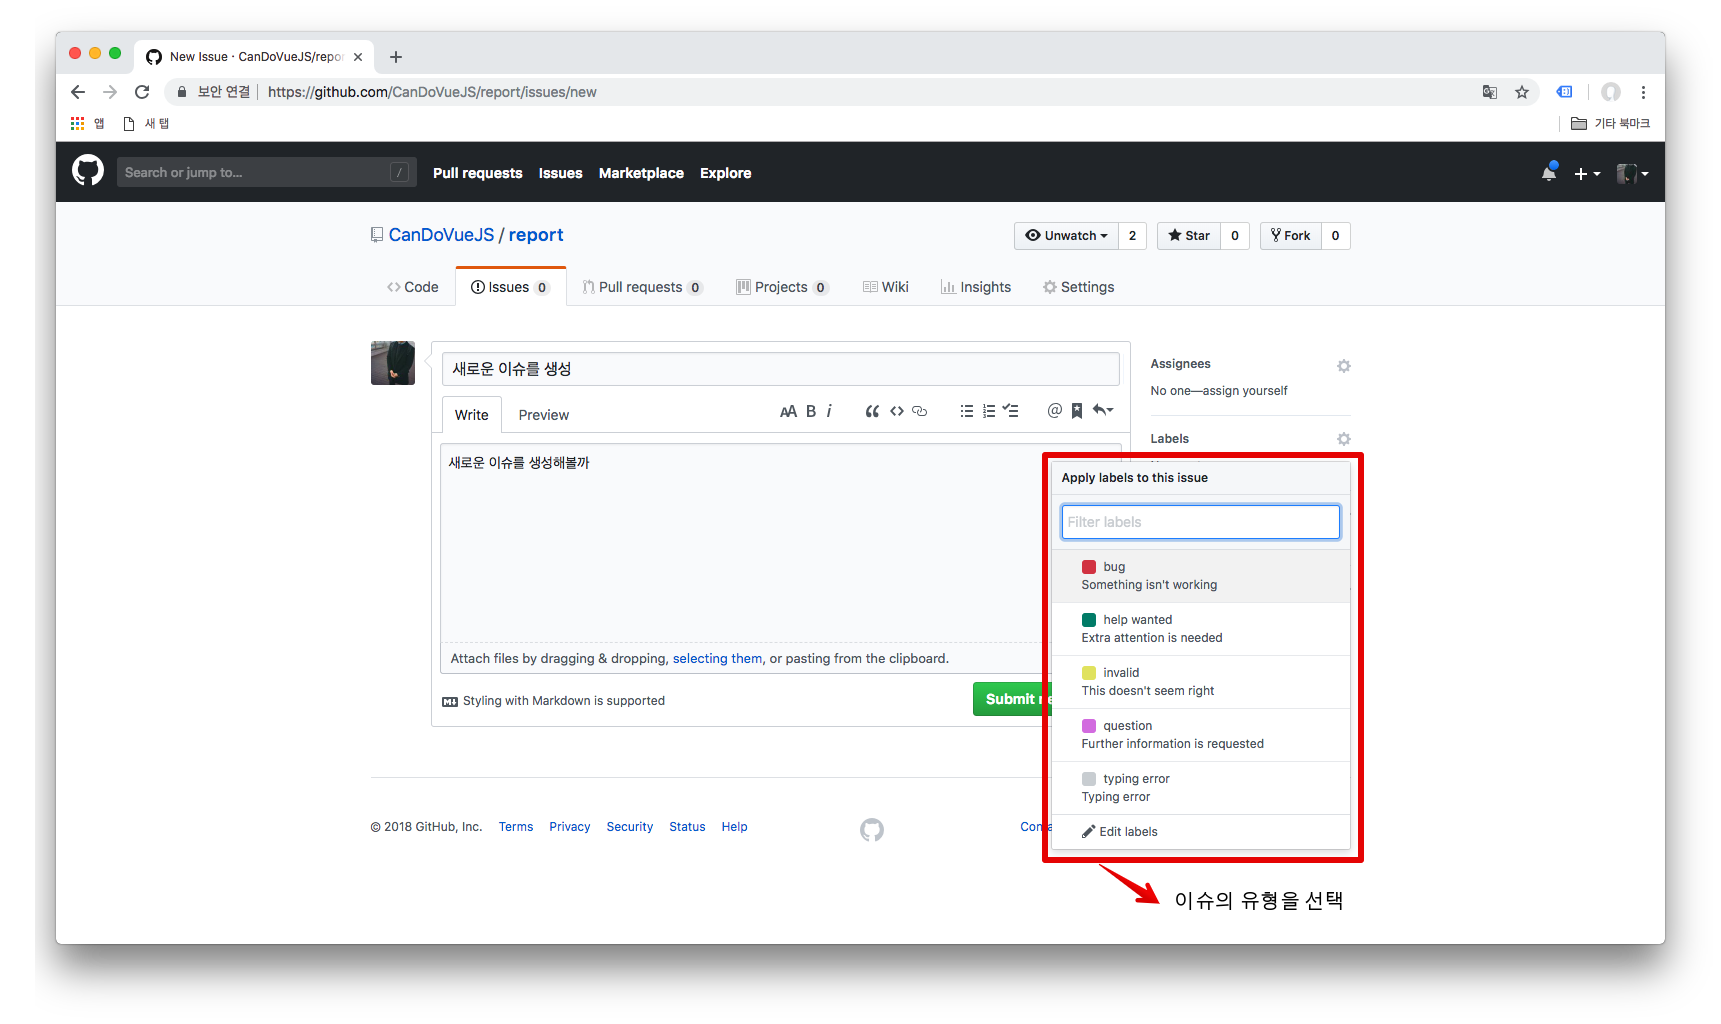 New Issue · CanDoVueJS/repor
보안 연결 https://github.com/CanDoVueJS/report/issues/new
앱 새 탭 기타 북마크
Search or jump to... / Pull requests Issues Marketplace Explore
CanDoVueJS / report Unwatch 2 Star 0 Fork 0
Code Issues 0 Pull requests 0 Projects 0 Wiki Insights Settings
새로운 이슈를 생성
Assignees
No one—assign yourself
Write Preview AA B i
Labels
새로운 이슈를 생성해볼까
Apply labels to this issue
Filter labels
bug
Something isn't working
help wanted
Extra attention is needed
invalid
This doesn't seem right
question
Further information is requested
typing error
Typing error
Edit labels
Attach files by dragging & dropping, selecting them, or pasting from the clipboard.
Styling with Markdown is supported
Submit
© 2018 GitHub, Inc. Terms Privacy Security Status Help
이슈의 유형을 선택